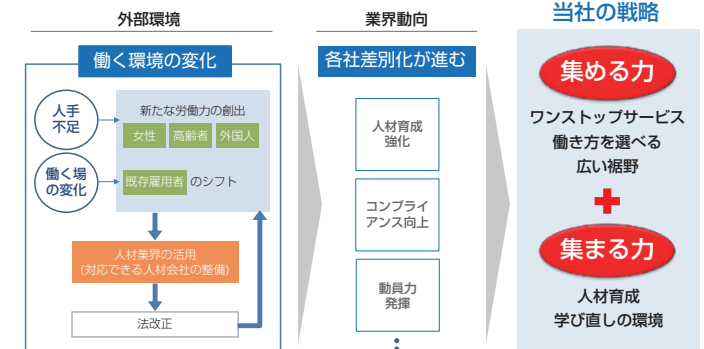 外部環境
働く環境の変化
人手
不足
新たな労働力の創出
女性
高齢者
外国人
働く場
の変化
既存雇用者 のシフト
人材業界の活用
(対応できる人材会社の整備)
法改正
業界動向
各社差別化が進む
人材育成
強化
コンプライ
アンス向上
動員力
発揮
当社の戦略
集める力
ワンストップサービス
働き方を選べる
広い裾野
集まる力
人材育成
学び直しの環境